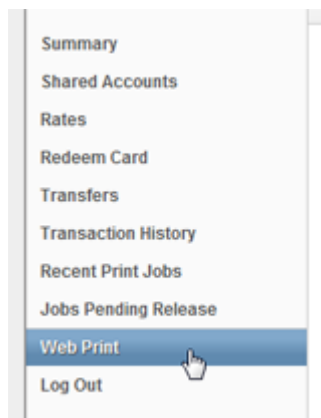 Summary
Shared Accounts
Rates
Redeem Card
Transfers
Transaction History
Recent Print Jobs
Jobs Pending Release
Web Print
Log Out